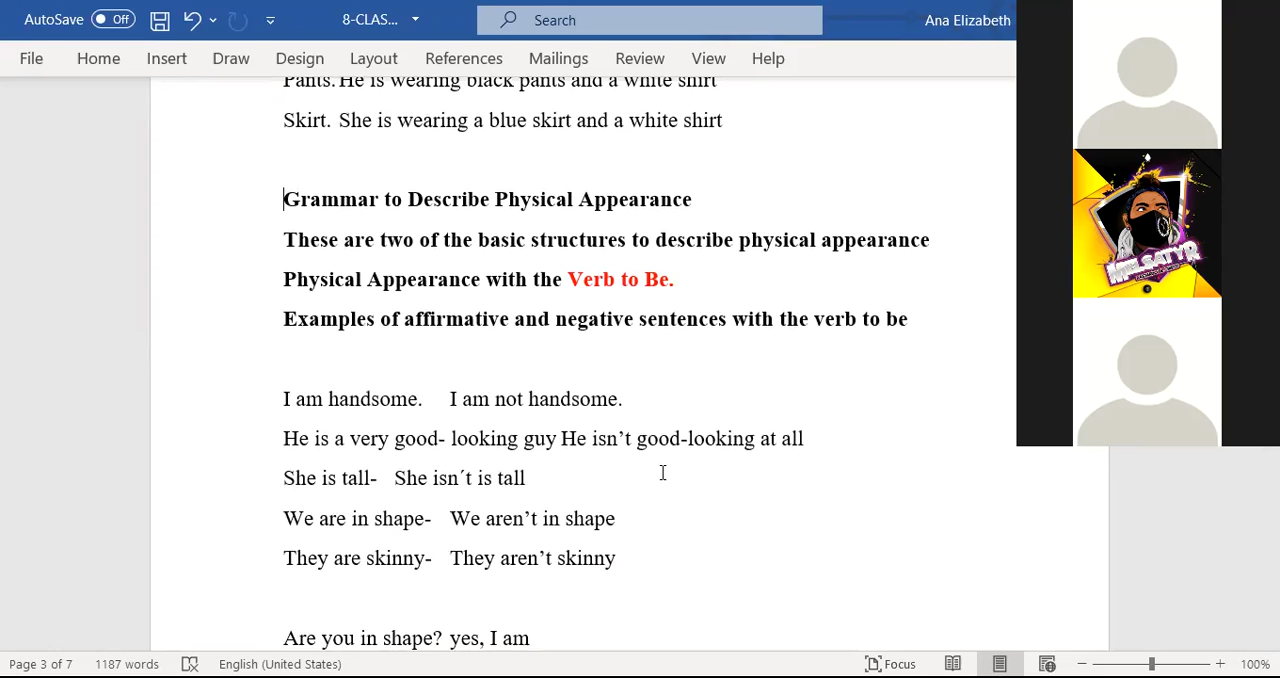 AutoSave Off 8-CLAS... Search Ana Elizabeth
File Home Insert Draw Design Layout References Mailings Review View Help
Pants. He is wearing black pants and a white shirt
Skirt. She is wearing a blue skirt and a white shirt
Grammar to Describe Physical Appearance
These are two of the basic structures to describe physical appearance
Physical Appearance with the Verb to Be.
Examples of affirmative and negative sentences with the verb to be
I am handsome. I am not handsome.
He is a very good- looking guy He isn’t good-looking at all
She is tall- She isn´t is tall
We are in shape- We aren’t in shape
They are skinny- They aren’t skinny
Are you in shape? yes, I am
MELSATYR
Page 3 of 7 1187 words English (United States) Focus 100%